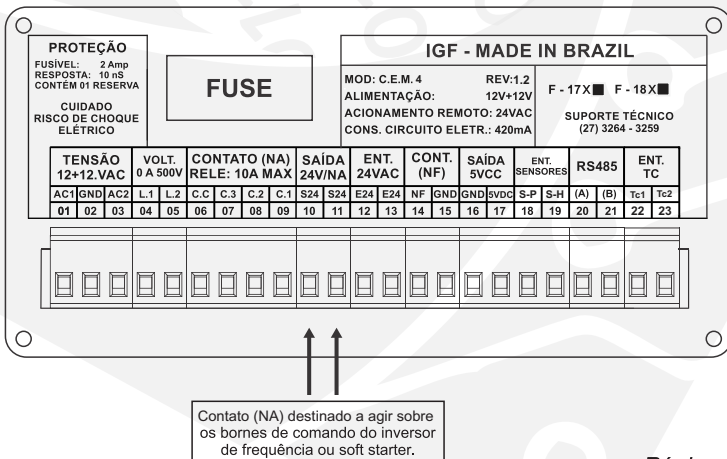 PROTEÇÃO
FUSÍVEL: 2 Amp
RESPOSTA: 10 nS
CONTÉM 01 RESERVA
CUIDADO
RISCO DE CHOQUE
ELÉTRICO
FUSE
IGF - MADE IN BRAZIL
MOD: C.E.M. 4 REV:1.2
ALIMENTAÇÃO: 12V+12V
ACIONAMENTO REMOTO: 24VAC
CONS. CIRCUITO ELETR.: 420mA
F - 17X F - 18X
SUPORTE TÉCNICO
(27) 3264 - 3259
TENSÃO
12+12.VAC
VOLT.
0 A 500V
CONTATO (NA)
RELE: 10A MAX
SAÍDA
24V/NA
ENT.
24VAC
CONT.
(NF)
SAÍDA
5VCC
ENT.
SENSORES
RS485
ENT.
TC
AC1 GND AC2 L.1 L.2 C.C C.3 C.2 C.1 S24 S24 E24 E24 NF GND GND 5VDC S-P S-H (A) (B) Tc1 Tc2
01 02 03 04 05 06 07 08 09 10 11 12 13 14 15 16 17 18 19 20 21 22 23
Contato (NA) destinado a agir sobre
os bornes de comando do inversor
de frequência ou soft starter.